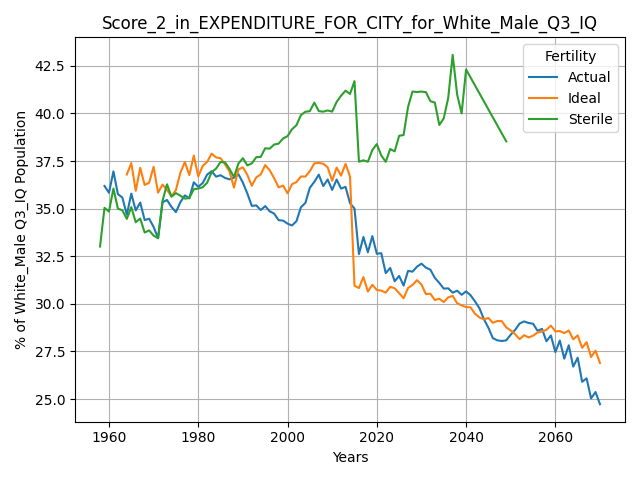 Score_2_in_EXPENDITURE_FOR_CITY_for_White_Male_Q3_IQ
% of White_Male Q3_IQ Population
42.5
40.0
37.5
35.0
32.5
30.0
27.5
25.0
Fertility
Actual
Ideal
Sterile
1960
1980
2000
2020
2040
2060
Years